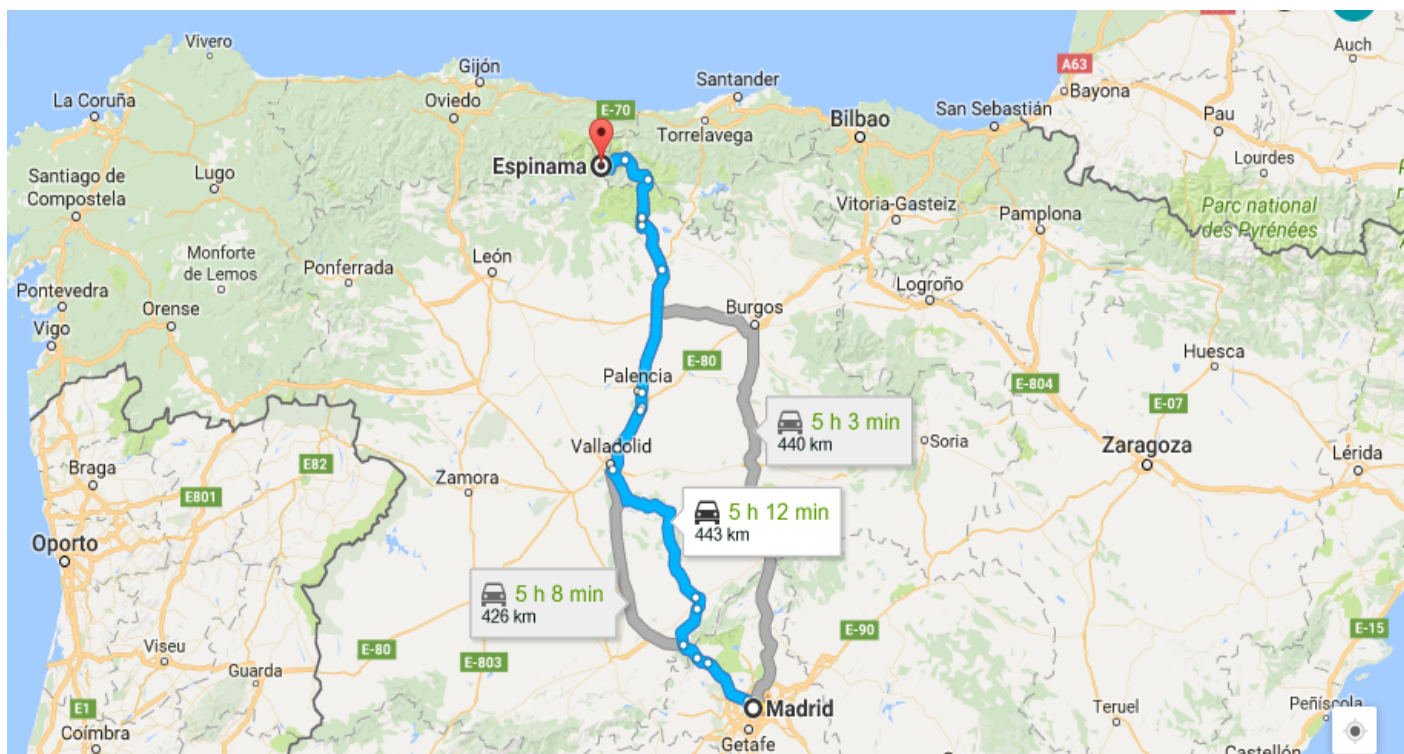 Vivero
Gijón
Santander
Auch
La Coruña
Oviedo
E-70
A63
Bayona
Torrelavega
Bilbao
San Sebastián
Pau
Espinama
Lourdes
Santiago de
Compostela
Lugo
Vitoria-Gasteiz
Pamplona
Parc national
des Pyrénées
Monforte
de Lemos
Ponferrada
León
Logroño
Pontevedra
Orense
Burgos
Vigo
E-80
Huesca
Palencia
E-804
E-07
5 h 3 min
440 km
Valladolid
Soria
Zaragoza
Lérida
Braga
E82
Zamora
E801
5 h 12 min
443 km
Oporto
5 h 8 min
426 km
E-90
E-15
Viseu
E-80
E-803
Guarda
Madrid
E1
Teruel
Peñíscola
Coímbra
Getafe
Castellón